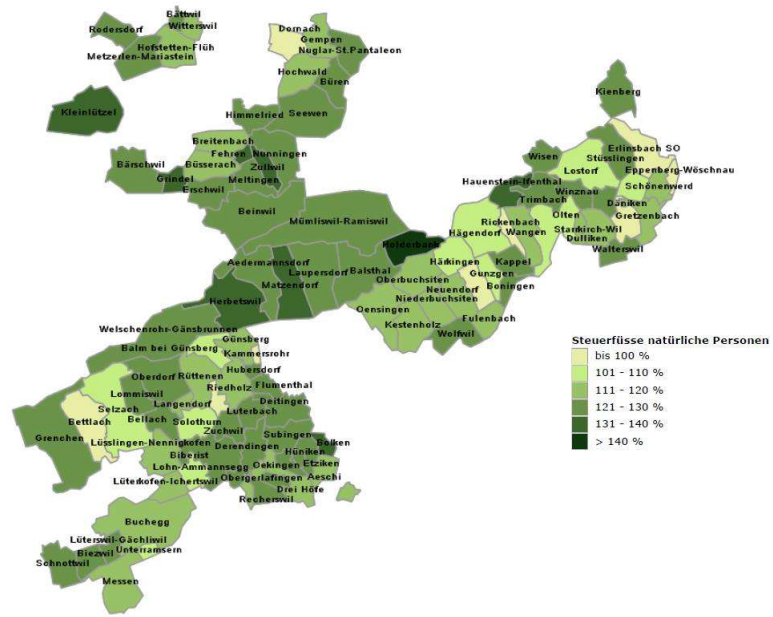 Bättwil
Witterswil
Rodersdorf
Hofstetten-Flüh
Metzerlen-Mariastein
Dornach
Gempen
Nuglar-St.Pantaleon
Hochwald
Büren
Kleinlützel
Himmelried
Seewen
Kienberg
Breitenbach
Fehren
Nunningen
Büsserach
Zullwil
Bärschwil
Grindel
Meltingen
Erschwil
Beinwil
Mümliswil-Ramiswil
Erlinsbach SO
Wisen
Stüsslingen
Lostorf
Eppenberg-Wöschnau
Hauenstein-Ifenthal
Schönenwerd
Winznau
Trimbach
Däniken
Olten
Gretzenbach
Rickenbach
Starrkirch-Wil
Hägendorf
Wangen
Dulliken
Walterswil
Holderbank
Härkingen
Kappel
Aedermannsdorf
Laupersdorf
Balsthal
Gunzgen
Oberbuchsiten
Matzendorf
Neuendorf
Boningen
Herbetswil
Niederbuchsiten
Oensingen
Fulenbach
Kestenholz
Wolfwil
Welschenrohr-Gänsbrunnen
Günsberg
Balm bei Günsberg
Kammersrohr
Hubersdorf
Oberdorf
Rüttenen
Flumenthal
Riedholz
Lommiswil
Deitingen
Langendorf
Selzach
Luterbach
Bellach
Solothurn
Bettlach
Zuchwil
Subingen
Grenchen
Lüsslingen-Nennigkofen
Derendingen
Bolken
Biberist
Hüniken
Lohn-Ammannsegg
Oekingen
Etziken
Lüterkofen-Ichertswil
Obergerlafingen
Aeschi
Drei Höfe
Recherswil
Buchegg
Lüterswil-Gächliwil
Biezwil
Unterramsern
Schnottwil
Messen
Steuerfüsse natürliche Personen
bis 100 %
101 - 110 %
111 - 120 %
121 - 130 %
131 - 140 %
> 140 %